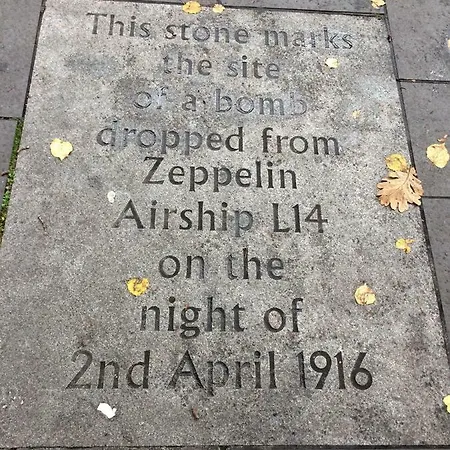 This stone marks
the site
of a bomb
dropped from
Zeppelin
Airship L14
on the
night of
2nd April 1916